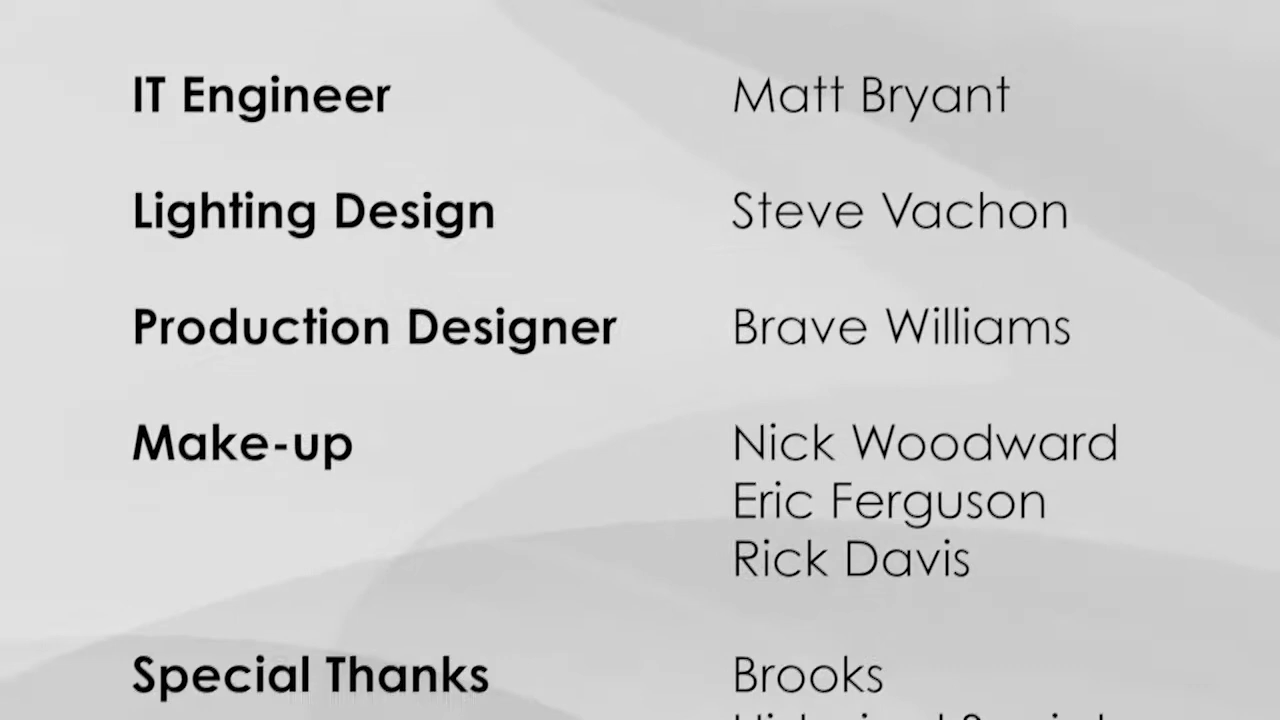 IT Engineer Matt Bryant
Lighting Design Steve Vachon
Production Designer Brave Williams
Make-up Nick Woodward
Eric Ferguson
Rick Davis
Special Thanks Brooks